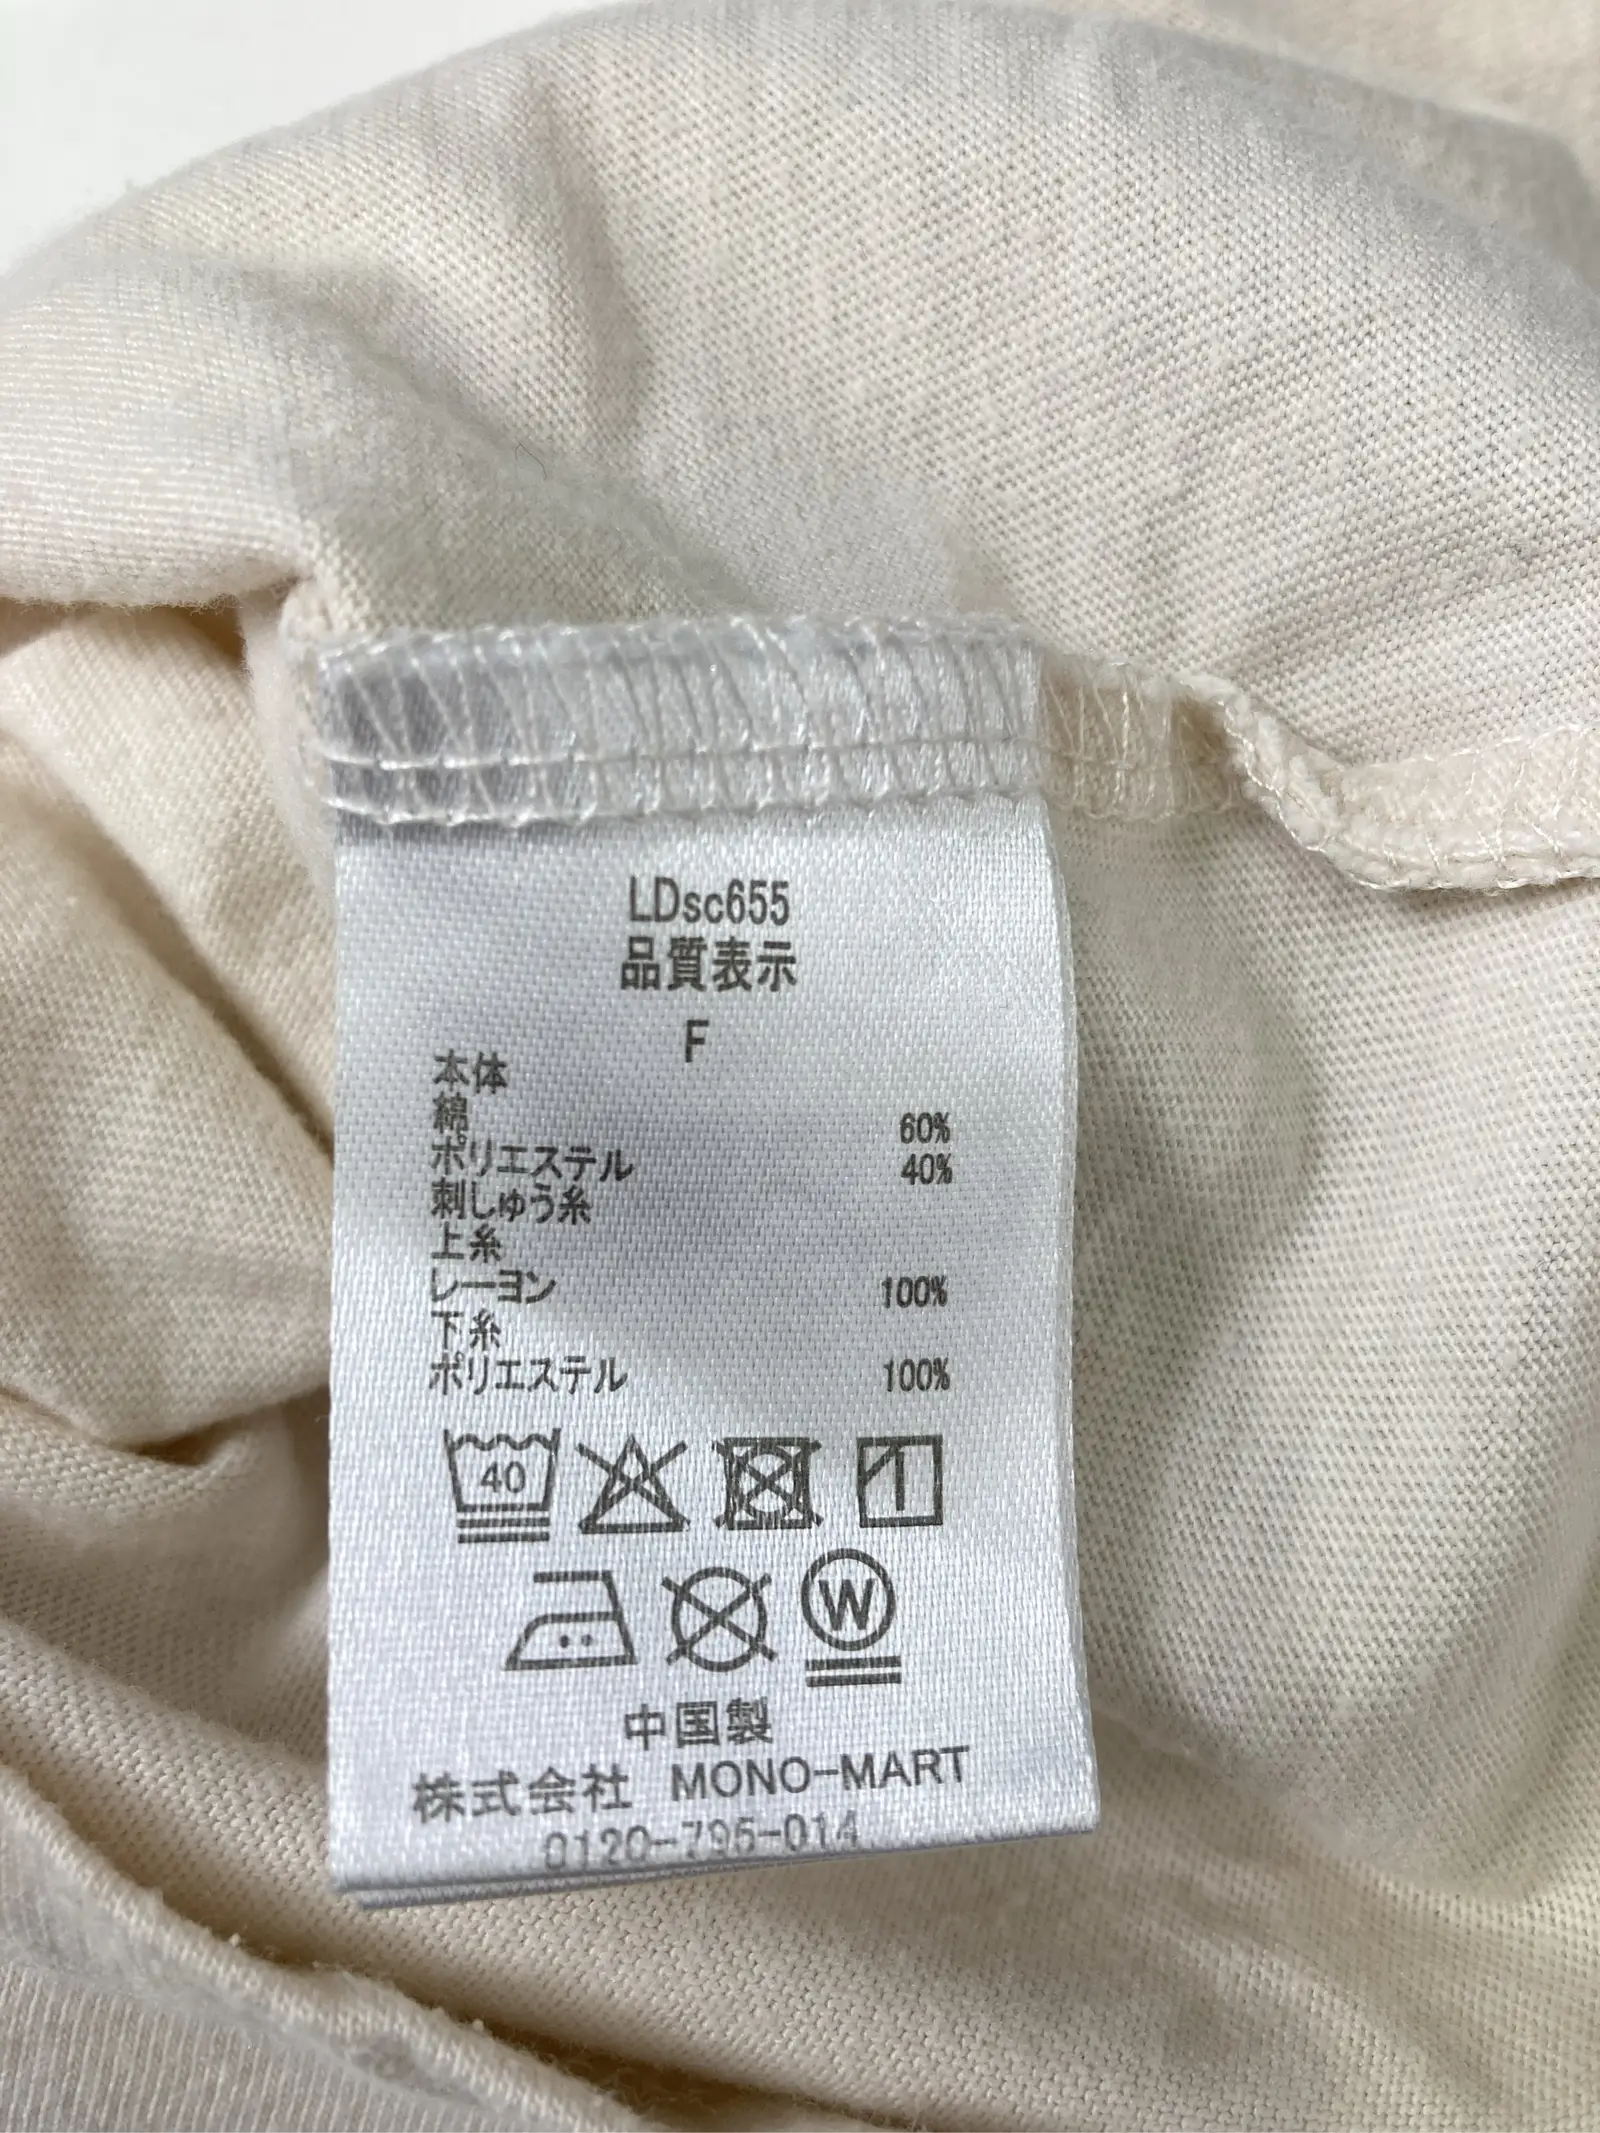 LDsc655
品質表示
F
本体
綿 60%
ポリエステル 40%
刺しゅう糸
上糸
レーヨン 100%
下糸
ポリエステル 100%
40
W
中国製
株式会社 MONO-MART
0120-795-014